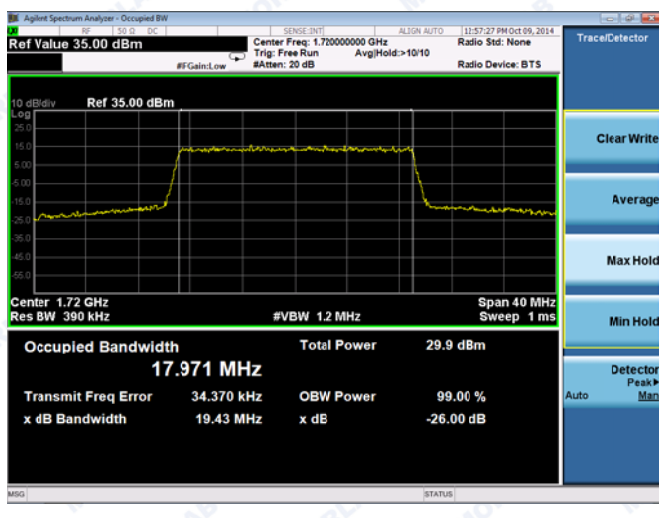 Agilent Spectrum Analyzer - Occupied BW
RF 50 Ω DC SENSE:INT ALIGN AUTO 11:57:27 PM Oct 09, 2014
Ref Value 35.00 dBm Center Freq: 1.720000000 GHz Radio Std: None
Trig: Free Run Avg|Hold:>10/10
#FGain:Low #Atten: 20 dB Radio Device: BTS
10 dB/div Ref 35.00 dBm
Log
25.0
15.0
5.00
-5.00
-15.0
-25.0
-35.0
-45.0
-55.0
Center 1.72 GHz Span 40 MHz
Res BW 390 kHz #VBW 1.2 MHz Sweep 1 ms
Occupied Bandwidth Total Power 29.9 dBm
17.971 MHz
Transmit Freq Error 34.370 kHz OBW Power 99.00 %
x dB Bandwidth 19.43 MHz x dB -26.00 dB
MSG STATUS
Trace/Detector
Clear Write
Average
Max Hold
Min Hold
Detector
Peak▶
Auto Man